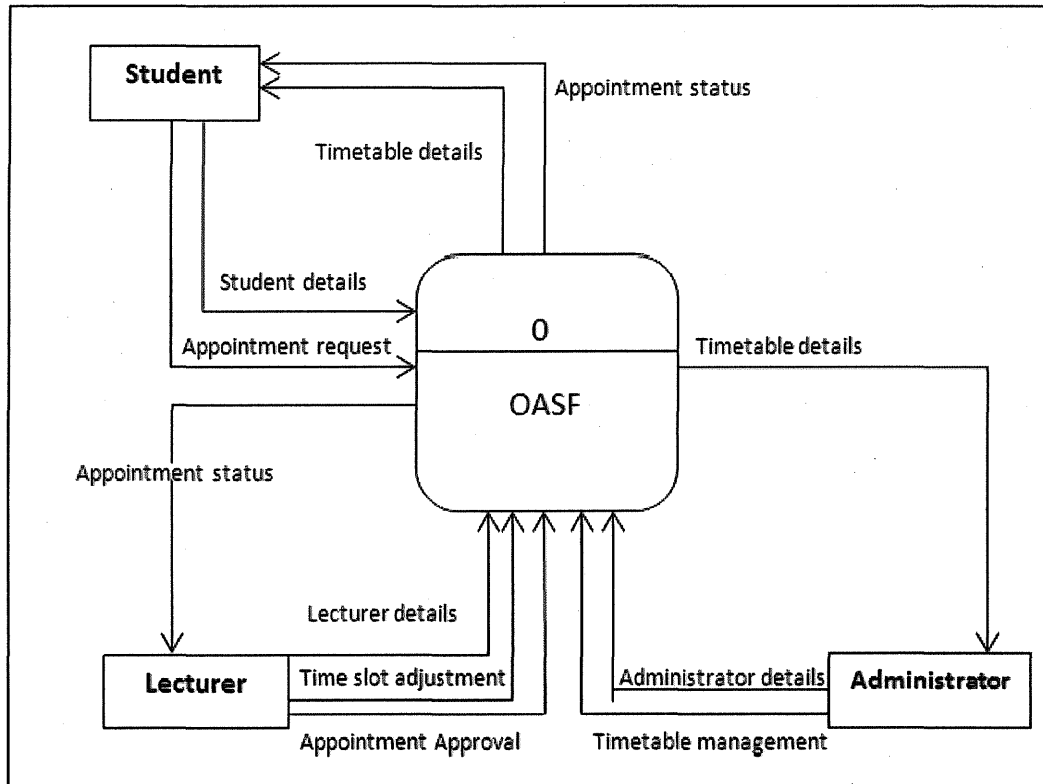 Student
Appointment status
Timetable details
Student details
0
Appointment request
Timetable details
OASF
Appointment status
Lecturer details
Lecturer
Time slot adjustment
Administrator details
Administrator
Appointment Approval
Timetable management